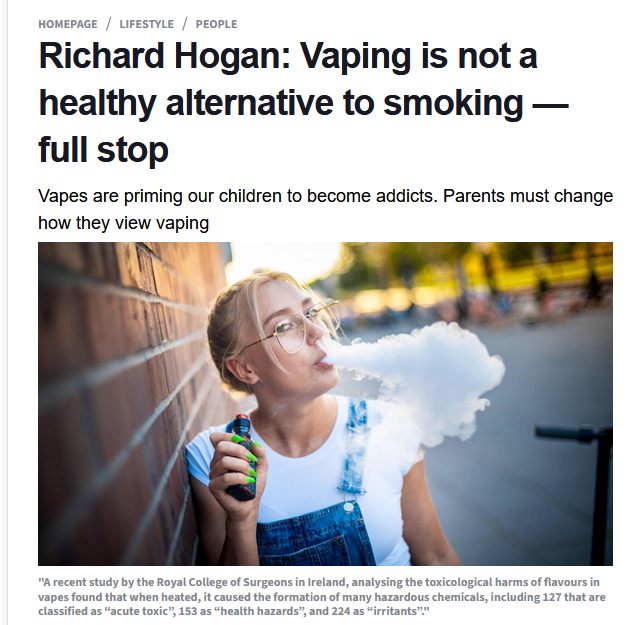 HOMEPAGE / LIFESTYLE / PEOPLE
Richard Hogan: Vaping is not a
healthy alternative to smoking —
full stop
Vapes are priming our children to become addicts. Parents must change
how they view vaping
"A recent study by the Royal College of Surgeons in Ireland, analysing the toxicological harms of flavours in
vapes found that when heated, it caused the formation of many hazardous chemicals, including 127 that are
classified as “acute toxic”, 153 as “health hazards”, and 224 as “irritants”."